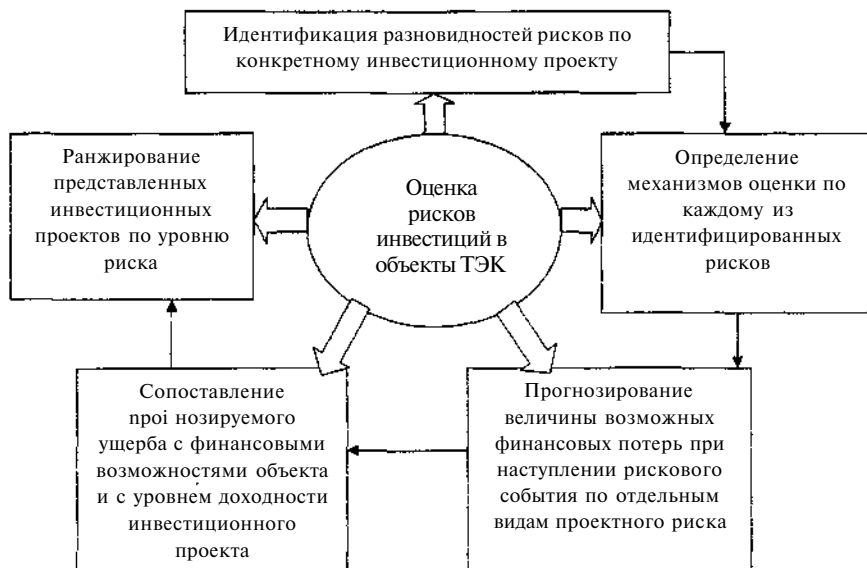 Идентификация разновидностей рисков по
конкретному инвестиционному проекту
Ранжирование
представленных
инвестиционных
проектов по уровню
риска
Оценка
рисков
инвестиций в
объекты ТЭК
Определение
механизмов оценки по
каждому из
идентифицированных
рисков
Сопоставление
npoi нозируемого
ущерба с финансовыми
возможностями объекта
и с уровнем доходности
инвестиционного
проекта
Прогнозирование
величины возможных
финансовых потерь при
наступлении рискового
события по отдельным
видам проектного риска